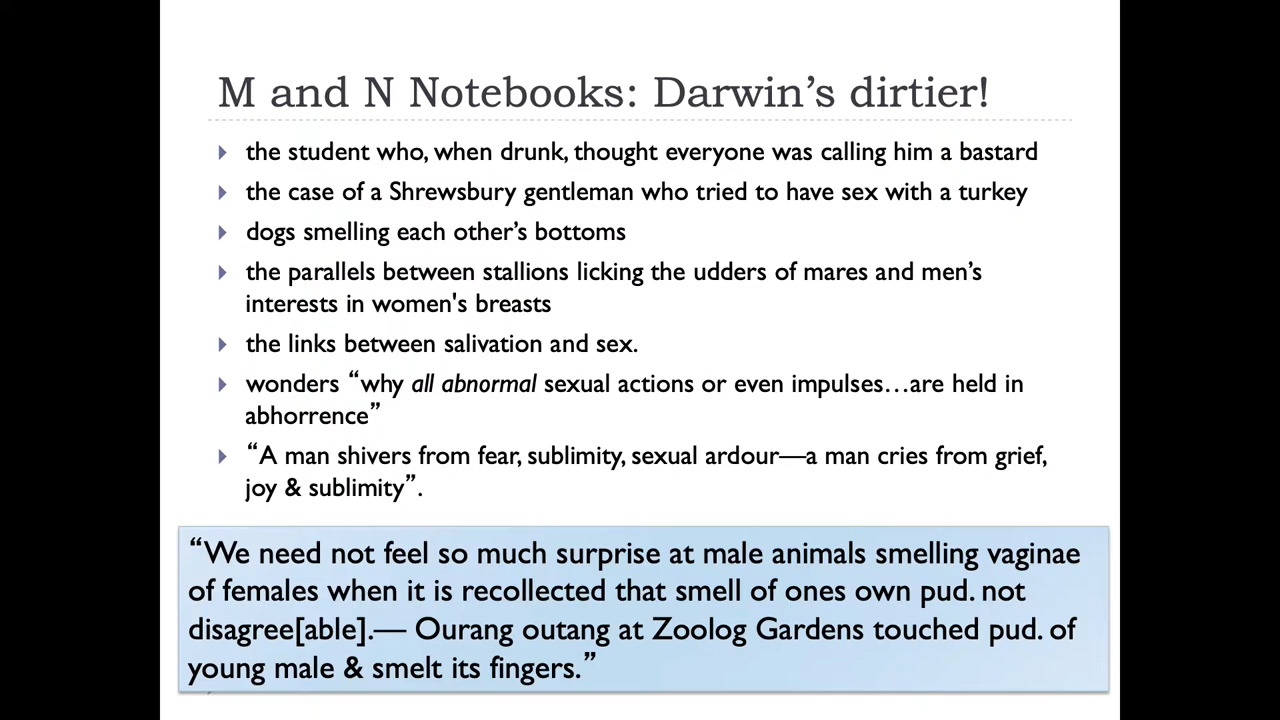 M and N Notebooks: Darwin’s dirtier!
the student who, when drunk, thought everyone was calling him a bastard
the case of a Shrewsbury gentleman who tried to have sex with a turkey
dogs smelling each other’s bottoms
the parallels between stallions licking the udders of mares and men’s
interests in women's breasts
the links between salivation and sex.
wonders “why all abnormal sexual actions or even impulses…are held in
abhorrence”
“A man shivers from fear, sublimity, sexual ardour—a man cries from grief,
joy & sublimity”.
“We need not feel so much surprise at male animals smelling vaginae
of females when it is recollected that smell of ones own pud. not
disagree[able].— Ourang outang at Zoolog Gardens touched pud. of
young male & smelt its fingers.”